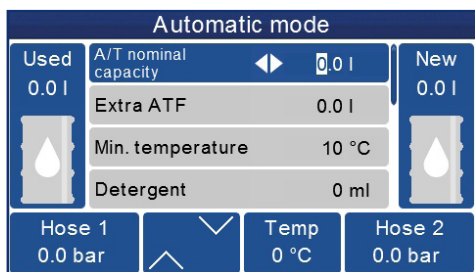 Automatic mode
Used
0.0 l
A/T nominal
capacity
0.0 l
Extra ATF
0.0 l
Min. temperature
10 °C
Detergent
0 ml
New
0.0 l
Hose 1
0.0 bar
Temp
0 °C
Hose 2
0.0 bar